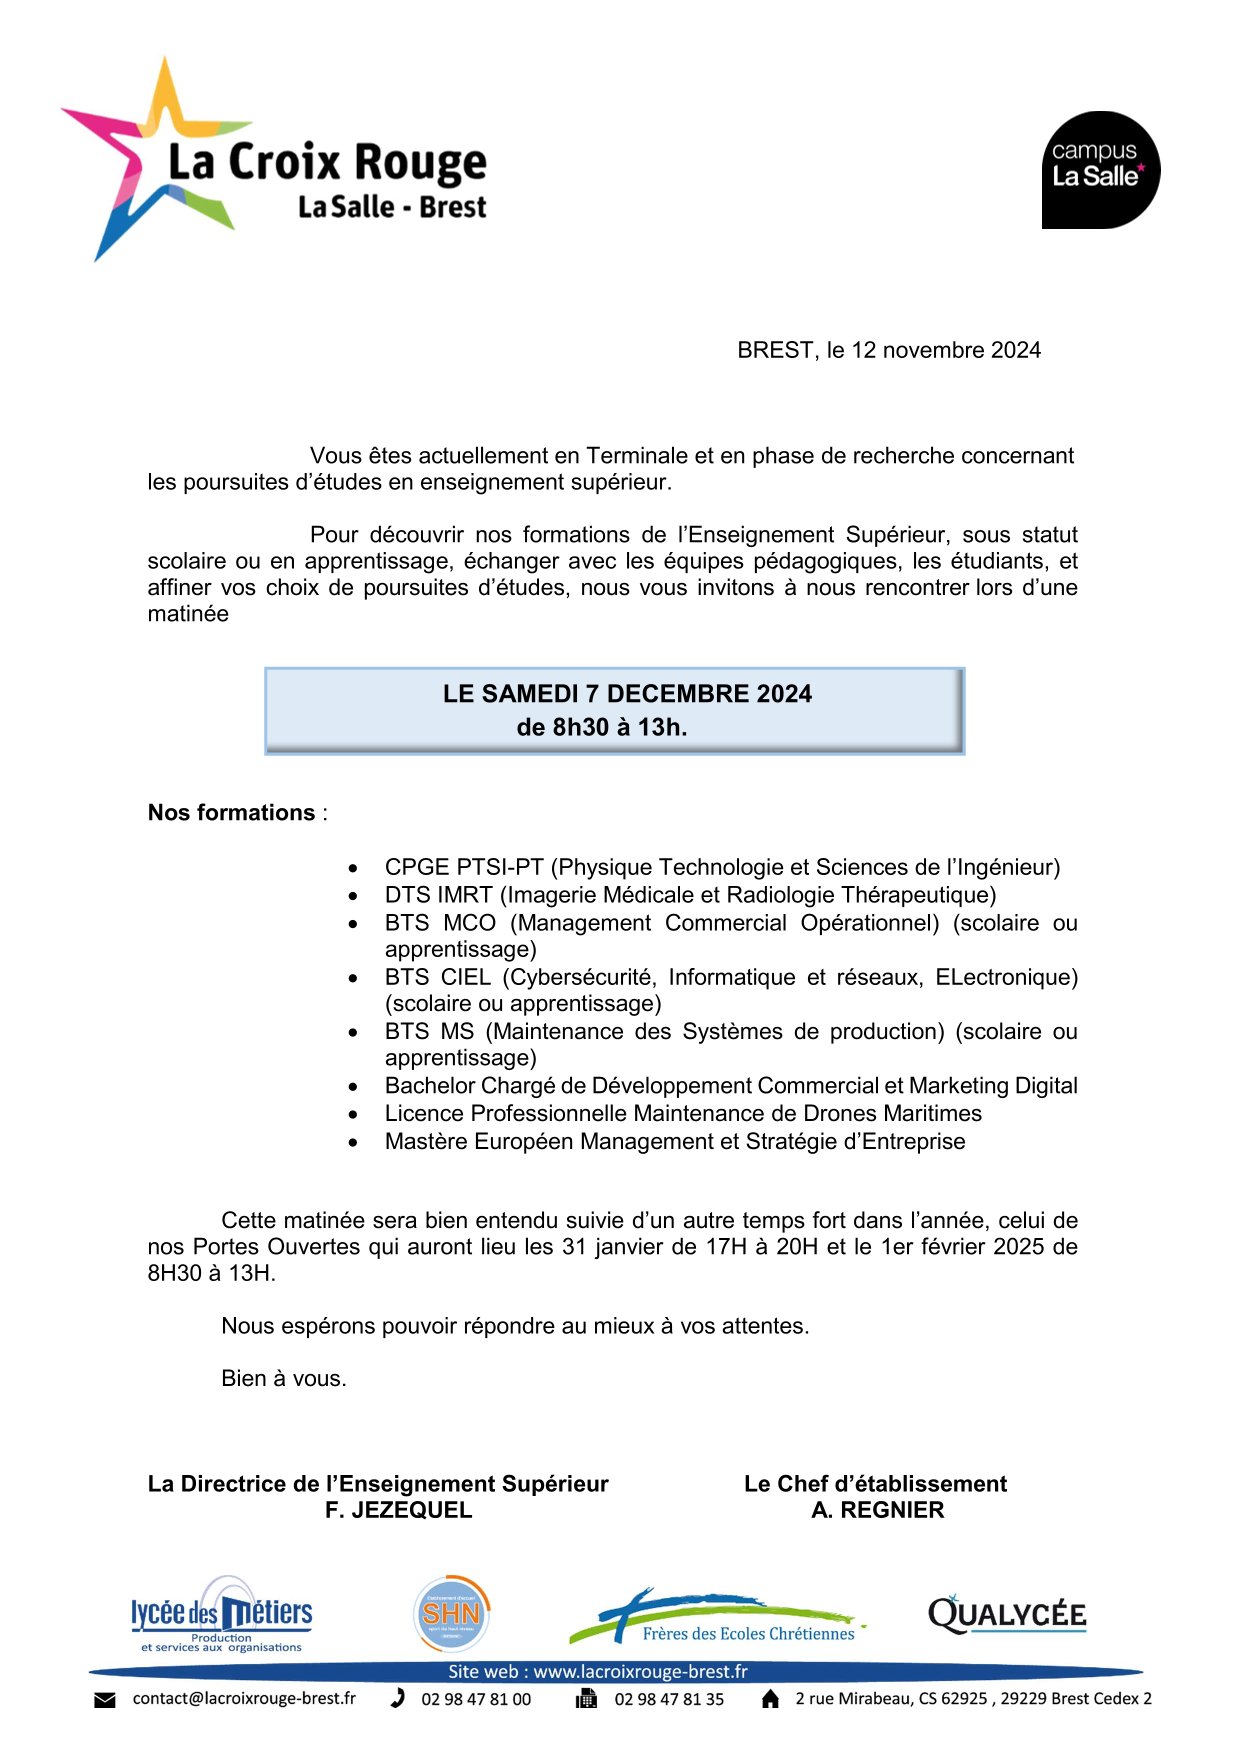 La Croix Rouge
La Salle - Brest
campus
La Salle
BREST, le 12 novembre 2024
Vous êtes actuellement en Terminale et en phase de recherche concernant
les poursuites d’études en enseignement supérieur.
Pour découvrir nos formations de l’Enseignement Supérieur, sous statut
scolaire ou en apprentissage, échanger avec les équipes pédagogiques, les étudiants, et
affiner vos choix de poursuites d’études, nous vous invitons à nous rencontrer lors d’une
matinée
LE SAMEDI 7 DECEMBRE 2024
de 8h30 à 13h.
Nos formations :
• CPGE PTSI-PT (Physique Technologie et Sciences de l’Ingénieur)
• DTS IMRT (Imagerie Médicale et Radiologie Thérapeutique)
• BTS MCO (Management Commercial Opérationnel) (scolaire ou
apprentissage)
• BTS CIEL (Cybersécurité, Informatique et réseaux, ELectronique)
(scolaire ou apprentissage)
• BTS MS (Maintenance des Systèmes de production) (scolaire ou
apprentissage)
• Bachelor Chargé de Développement Commercial et Marketing Digital
• Licence Professionnelle Maintenance de Drones Maritimes
• Mastère Européen Management et Stratégie d’Entreprise
Cette matinée sera bien entendu suivie d’un autre temps fort dans l’année, celui de
nos Portes Ouvertes qui auront lieu les 31 janvier de 17H à 20H et le 1er février 2025 de
8H30 à 13H.
Nous espérons pouvoir répondre au mieux à vos attentes.
Bien à vous.
La Directrice de l’Enseignement Supérieur
F. JEZEQUEL
Le Chef d’établissement
A. REGNIER
lycée des métiers
Production
et services aux organisations
Etablissement d'accueil
SHN
sport de haut niveau
Frères des Ecoles Chrétiennes
QUALYCÉE
Site web : www.lacroixrouge-brest.fr
contact@lacroixrouge-brest.fr 02 98 47 81 00 02 98 47 81 35 2 rue Mirabeau, CS 62925 , 29229 Brest Cedex 2